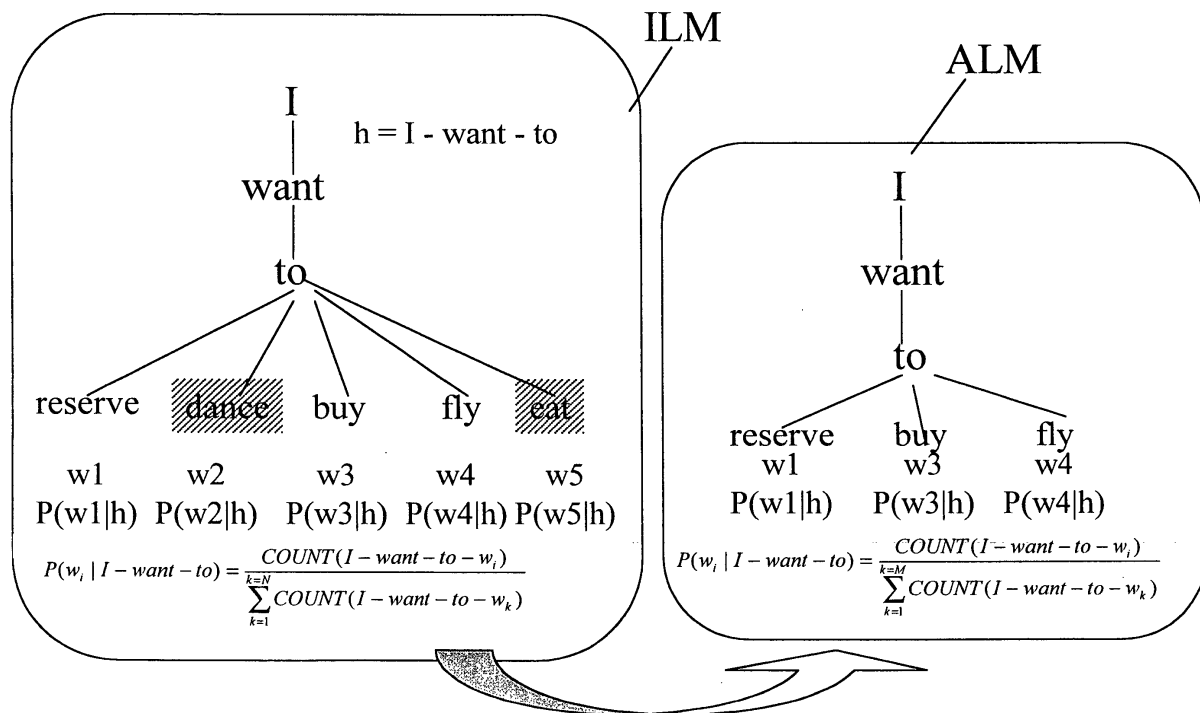 ILM
I
h = I - want - to
want
to
reserve dance buy fly eat
w1 w2 w3 w4 w5
P(w1|h) P(w2|h) P(w3|h) P(w4|h) P(w5|h)
P(w_i | I - want - to) = COUNT(I - want - to - w_i) / \sum_{k=1}^{k=N} COUNT(I - want - to - w_k)
ALM
I
want
to
reserve buy fly
w1 w3 w4
P(w1|h) P(w3|h) P(w4|h)
P(w_i | I - want - to) = COUNT(I - want - to - w_i) / \sum_{k=1}^{k=M} COUNT(I - want - to - w_k)